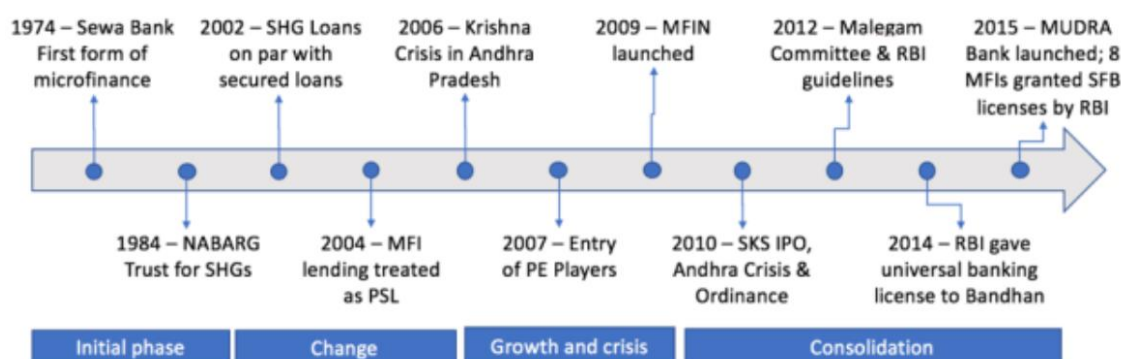 1974 – Sewa Bank
First form of
microfinance
2002 – SHG Loans
on par with
secured loans
2006 – Krishna
Crisis in Andhra
Pradesh
2009 – MFIN
launched
2012 – Malegam
Committee & RBI
guidelines
2015 – MUDRA
Bank launched; 8
MFIs granted SFB
licenses by RBI
1984 – NABARG
Trust for SHGs
2004 – MFI
lending treated
as PSL
2007 – Entry
of PE Players
2010 – SKS IPO,
Andhra Crisis &
Ordinance
2014 – RBI gave
universal banking
license to Bandhan
Initial phase
Change
Growth and crisis
Consolidation